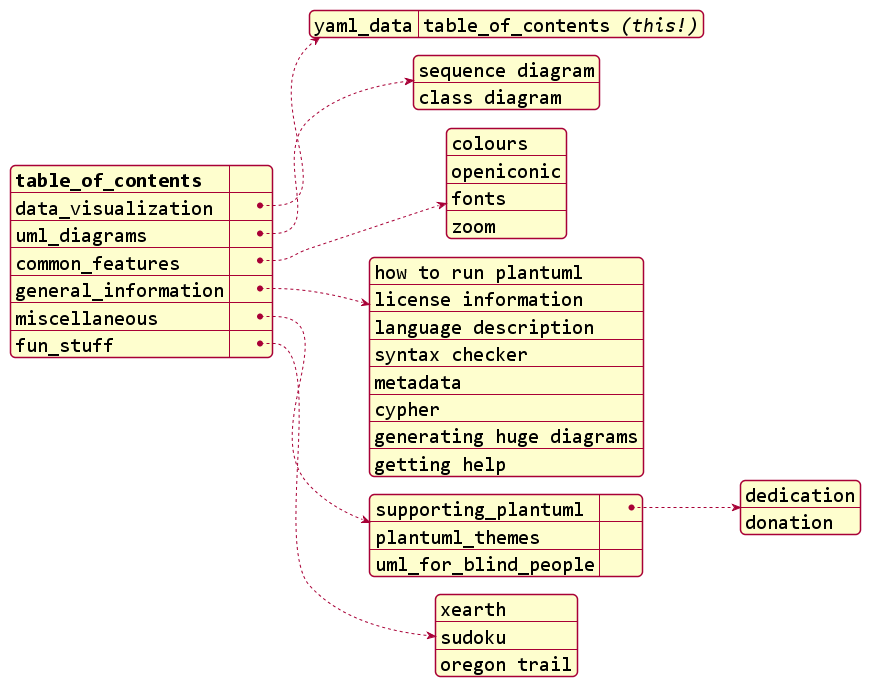 yaml_data table_of_contents (this!)
sequence diagram
class diagram
colours
openiconic
fonts
zoom
table_of_contents
data_visualization
uml_diagrams
common_features
general_information
miscellaneous
fun_stuff
how to run plantuml
license information
language description
syntax checker
metadata
cypher
generating huge diagrams
getting help
supporting_plantuml
plantuml_themes
uml_for_blind_people
dedication
donation
xearth
sudoku
oregon trail